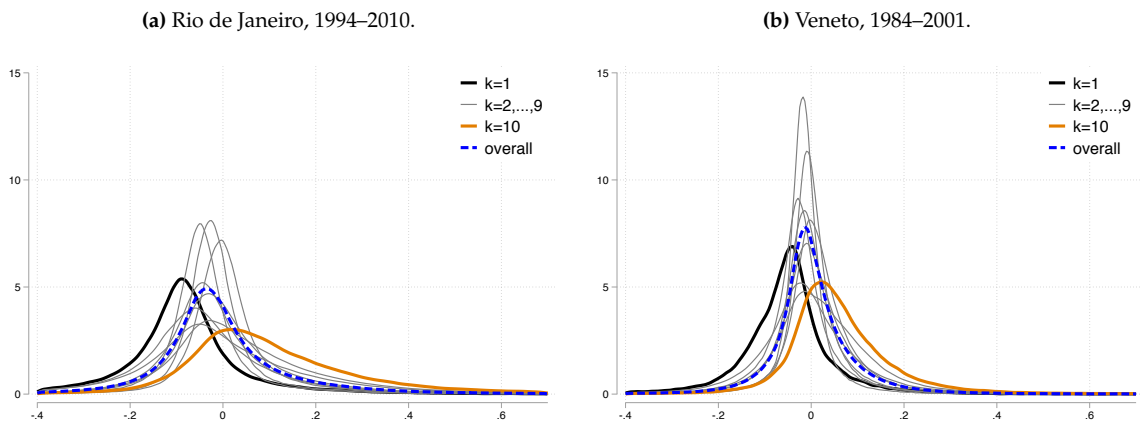 (a) Rio de Janeiro, 1994–2010.
15
10
5
0
-.4 -.2 0 .2 .4 .6
k=1
k=2,...,9
k=10
overall
(b) Veneto, 1984–2001.
15
10
5
0
-.4 -.2 0 .2 .4 .6
k=1
k=2,...,9
k=10
overall